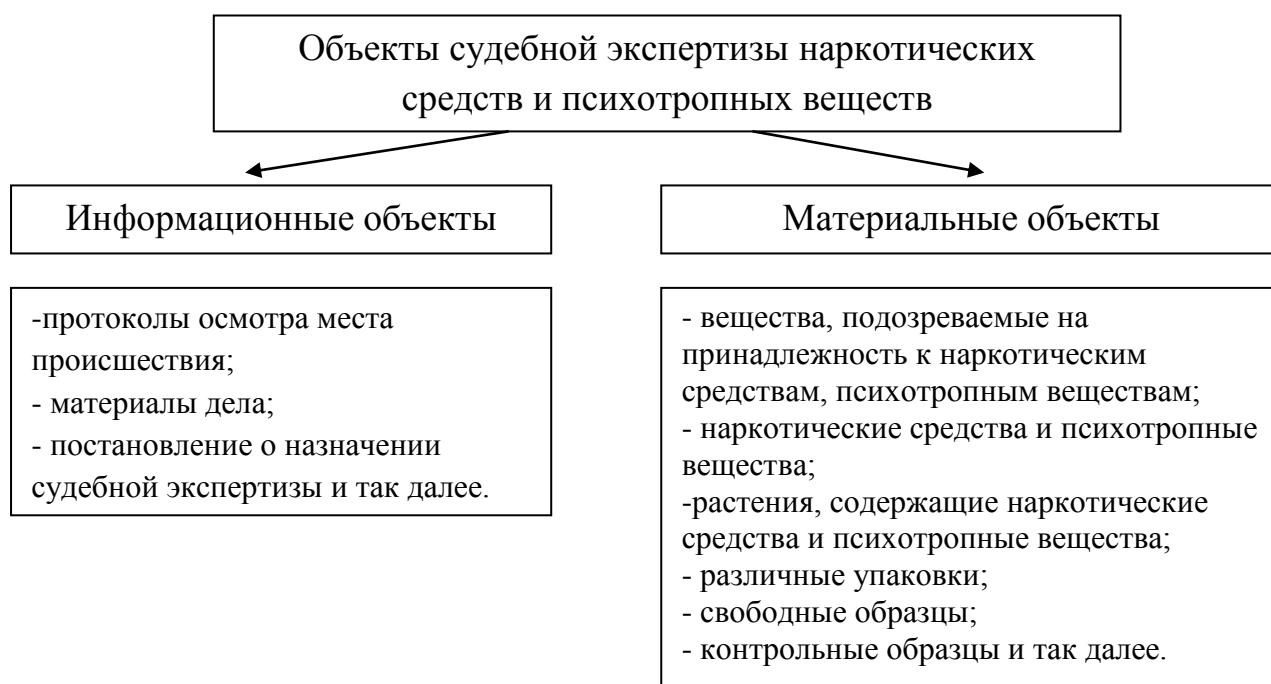 Объекты судебной экспертизы наркотических
средств и психотропных веществ
Информационные объекты
-протоколы осмотра места
происшествия;
- материалы дела;
- постановление о назначении
судебной экспертизы и так далее.
Материальные объекты
- вещества, подозреваемые на
принадлежность к наркотическим
средствам, психотропным веществам;
- наркотические средства и психотропные
вещества;
-растения, содержащие наркотические
средства и психотропные вещества;
- различные упаковки;
- свободные образцы;
- контрольные образцы и так далее.